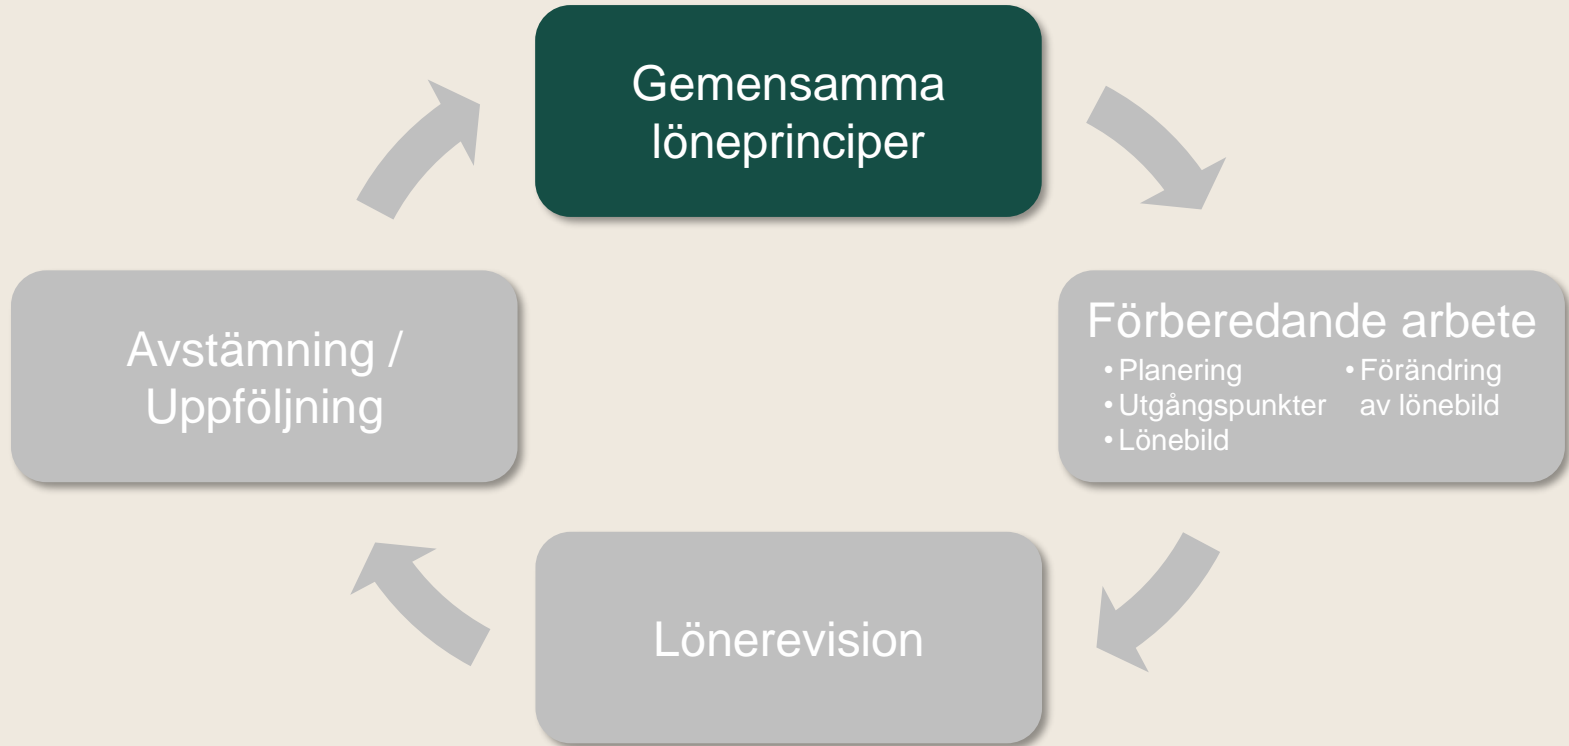 Gemensamma
löneprinciper
Förberedande arbete
• Planering
• Utgångspunkter
• Lönebild
• Förändring
av lönebild
Lönerevision
Avstämning /
Uppföljning